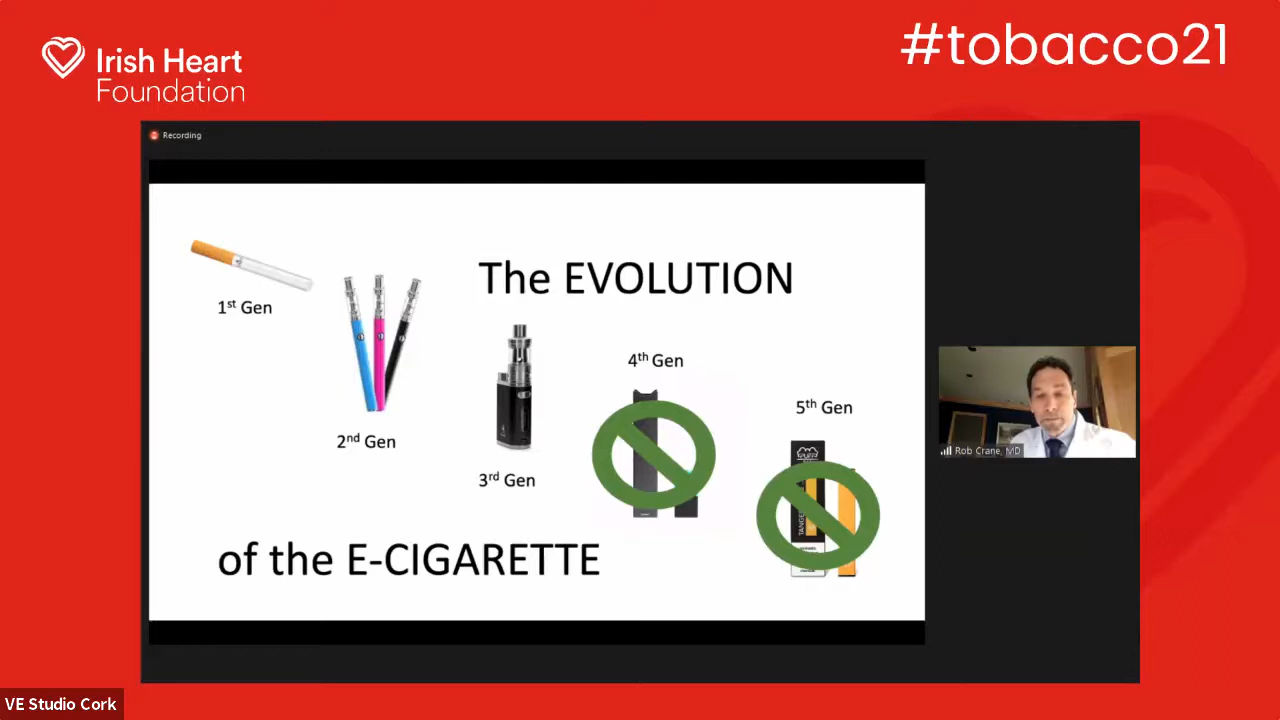 Irish Heart
Foundation
#tobacco21
Recording
The EVOLUTION
1st Gen
4th Gen
5th Gen
2nd Gen
3rd Gen
PUFF
of the E-CIGARETTE
Rob Crane, MD
VE Studio Cork